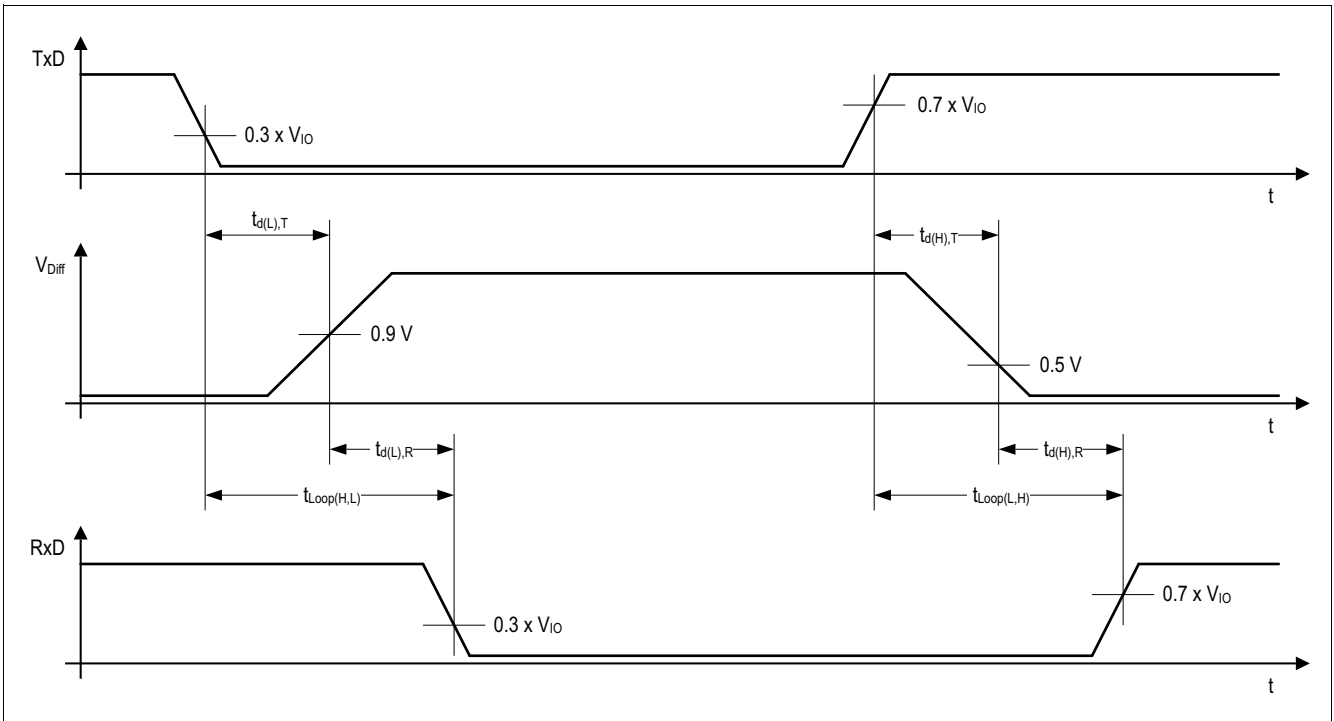 TxD
0.3 x VIO
0.7 x VIO
t
td(L),T
td(H),T
VDiff
0.9 V
0.5 V
t
td(L),R
td(H),R
tLoop(H,L)
tLoop(L,H)
RxD
0.3 x VIO
0.7 x VIO
t